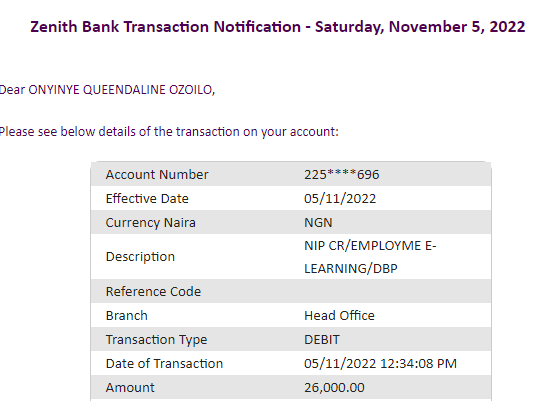 Zenith Bank Transaction Notification - Saturday, November 5, 2022
Dear ONYINYE QUEENDALINE OZOILO,
Please see below details of the transaction on your account:
Account Number 225****696
Effective Date 05/11/2022
Currency Naira NGN
Description NIP CR/EMPLOYME E-
LEARNING/DBP
Reference Code
Branch Head Office
Transaction Type DEBIT
Date of Transaction 05/11/2022 12:34:08 PM
Amount 26,000.00